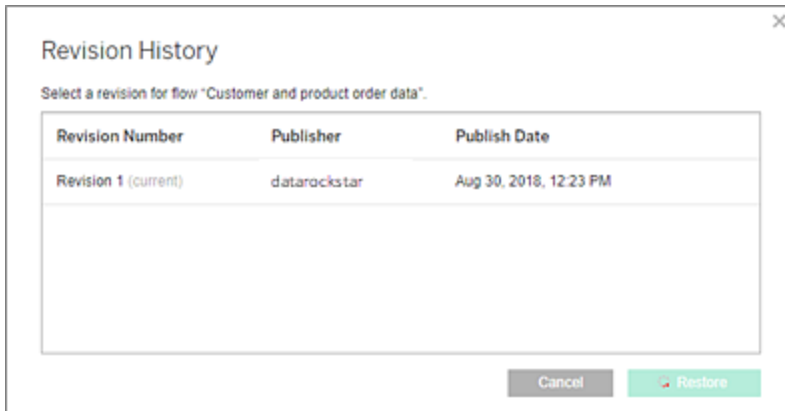 Revision History
Select a revision for flow "Customer and product order data".
Revision Number Publisher Publish Date
Revision 1 (current) datarockstar Aug 30, 2018, 12:23 PM
Cancel Restore